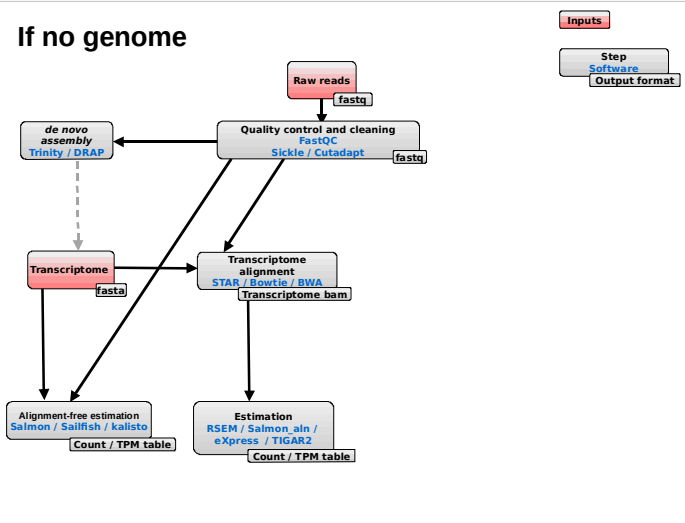 If no genome
Inputs
Step
Software
Output format
Raw reads
fastq
Quality control and cleaning
FastQC
Sickle / Cutadapt
fastq
de novo
assembly
Trinity / DRAP
Transcriptome
fasta
Transcriptome
alignment
STAR / Bowtie / BWA
Transcriptome bam
Alignment-free estimation
Salmon / Sailfish / kalisto
Count / TPM table
Estimation
RSEM / Salmon_aln /
eXpress / TIGAR2
Count / TPM table